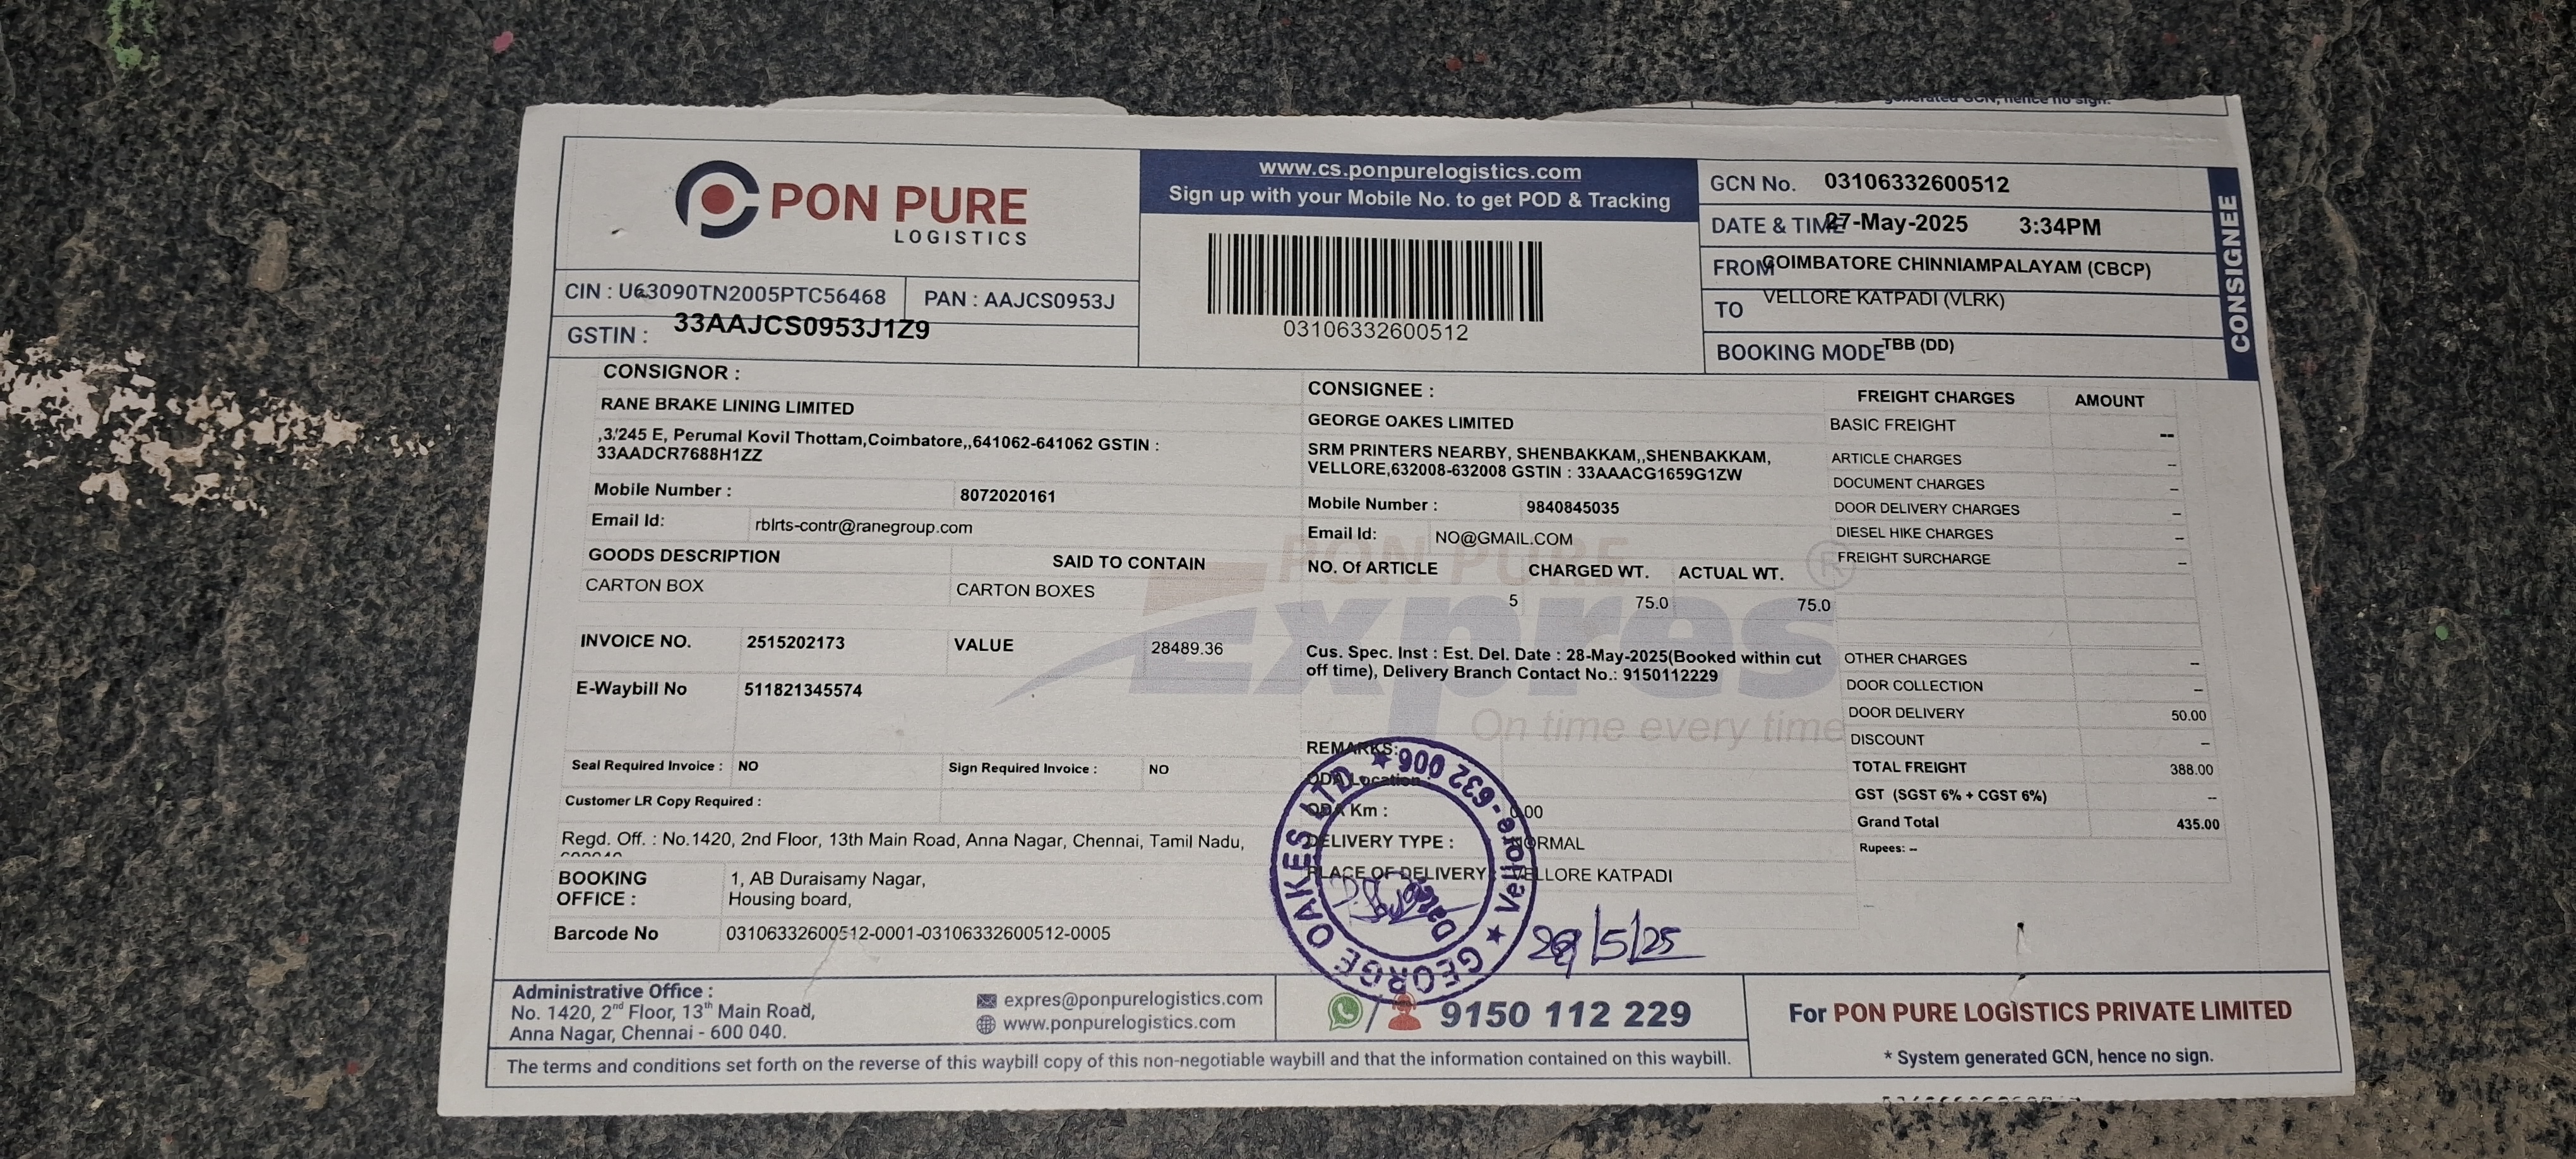 generated GCN, hence no sign.
PON PURE
LOGISTICS
www.cs.ponpurelogistics.com
Sign up with your Mobile No. to get POD & Tracking
03106332600512
GCN No. 03106332600512
DATE & TIME 27-May-2025 3:34PM
FROM COIMBATORE CHINNIAMPALAYAM (CBCP)
TO VELLORE KATPADI (VLRK)
BOOKING MODE TBB (DD)
CONSIGNEE
CIN : U63090TN2005PTC56468 PAN : AAJCS0953J
GSTIN : 33AAJCS0953J1Z9
CONSIGNOR :
RANE BRAKE LINING LIMITED
,3/245 E, Perumal Kovil Thottam,Coimbatore,,641062-641062 GSTIN :
33AADCR7688H1ZZ
Mobile Number : 8072020161
Email Id: rblrts-contr@ranegroup.com
GOODS DESCRIPTION SAID TO CONTAIN
CARTON BOX CARTON BOXES
INVOICE NO. 2515202173 VALUE 28489.36
E-Waybill No 511821345574
Seal Required Invoice : NO Sign Required Invoice : NO
Customer LR Copy Required :
Regd. Off. : No.1420, 2nd Floor, 13th Main Road, Anna Nagar, Chennai, Tamil Nadu,
BOOKING OFFICE : 1, AB Duraisamy Nagar,
Housing board,
Barcode No 03106332600512-0001-03106332600512-0005
CONSIGNEE :
GEORGE OAKES LIMITED
SRM PRINTERS NEARBY, SHENBAKKAM,,SHENBAKKAM,
VELLORE,632008-632008 GSTIN : 33AAACG1659G1ZW
Mobile Number : 9840845035
Email Id: NO@GMAIL.COM
NO. Of ARTICLE CHARGED WT. ACTUAL WT.
5 75.0 75.0
PON PURE
Expres ®
On time every time
Cus. Spec. Inst : Est. Del. Date : 28-May-2025(Booked within cut
off time), Delivery Branch Contact No.: 9150112229
REMARKS:
ODA Location
ODA Km : 0.00
DELIVERY TYPE : NORMAL
PLACE OF DELIVERY : VELLORE KATPADI
★ GEORGE OAKES LTD. ★ Vellore-632 006
Date
/5/25
FREIGHT CHARGES AMOUNT
BASIC FREIGHT --
ARTICLE CHARGES –
DOCUMENT CHARGES –
DOOR DELIVERY CHARGES –
DIESEL HIKE CHARGES –
FREIGHT SURCHARGE –
OTHER CHARGES –
DOOR COLLECTION –
DOOR DELIVERY 50.00
DISCOUNT –
TOTAL FREIGHT 388.00
GST (SGST 6% + CGST 6%) --
Grand Total 435.00
Rupees: --
Administrative Office :
No. 1420, 2nd Floor, 13th Main Road,
Anna Nagar, Chennai - 600 040.
expres@ponpurelogistics.com
www.ponpurelogistics.com
/ 9150 112 229
For PON PURE LOGISTICS PRIVATE LIMITED
* System generated GCN, hence no sign.
The terms and conditions set forth on the reverse of this waybill copy of this non-negotiable waybill and that the information contained on this waybill.